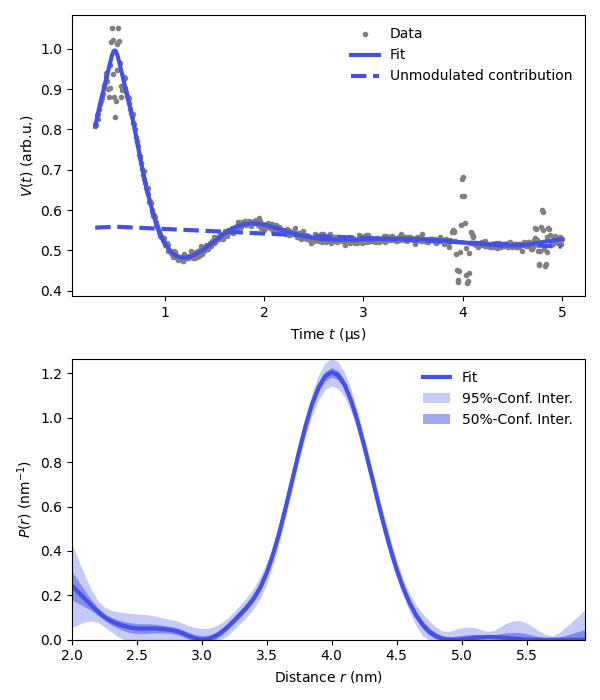 1.0
0.9
0.8
0.7
0.6
0.5
0.4
V(t) (arb.u.)
Data
Fit
Unmodulated contribution
1 2 3 4 5
Time t (μs)
1.2
1.0
0.8
0.6
0.4
0.2
0.0
P(r) (nm⁻¹)
Fit
95%-Conf. Inter.
50%-Conf. Inter.
2.0 2.5 3.0 3.5 4.0 4.5 5.0 5.5
Distance r (nm)